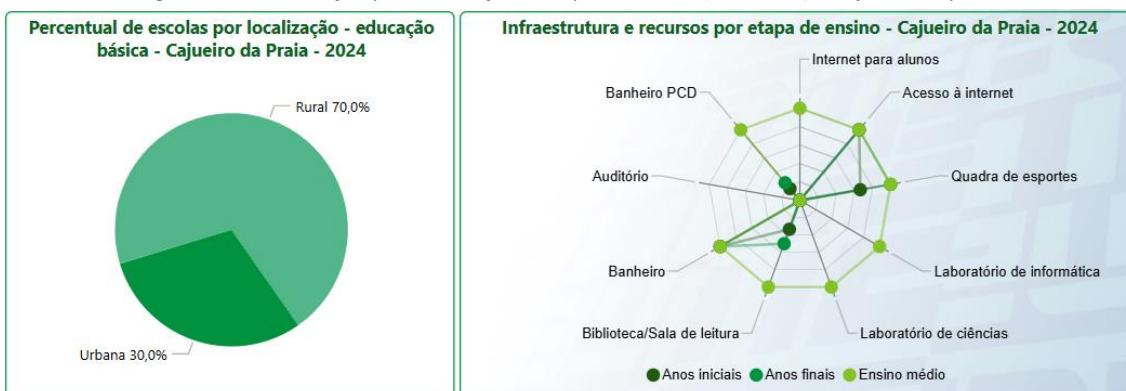 Percentual de escolas por localização - educação
básica - Cajueiro da Praia - 2024
Rural 70,0%
Urbana 30,0%
Infraestrutura e recursos por etapa de ensino - Cajueiro da Praia - 2024
Internet para alunos
Banheiro PCD
Acesso à internet
Auditório
Quadra de esportes
Banheiro
Laboratório de informática
Biblioteca/Sala de leitura
Laboratório de ciências
Anos iniciais Anos finais Ensino médio